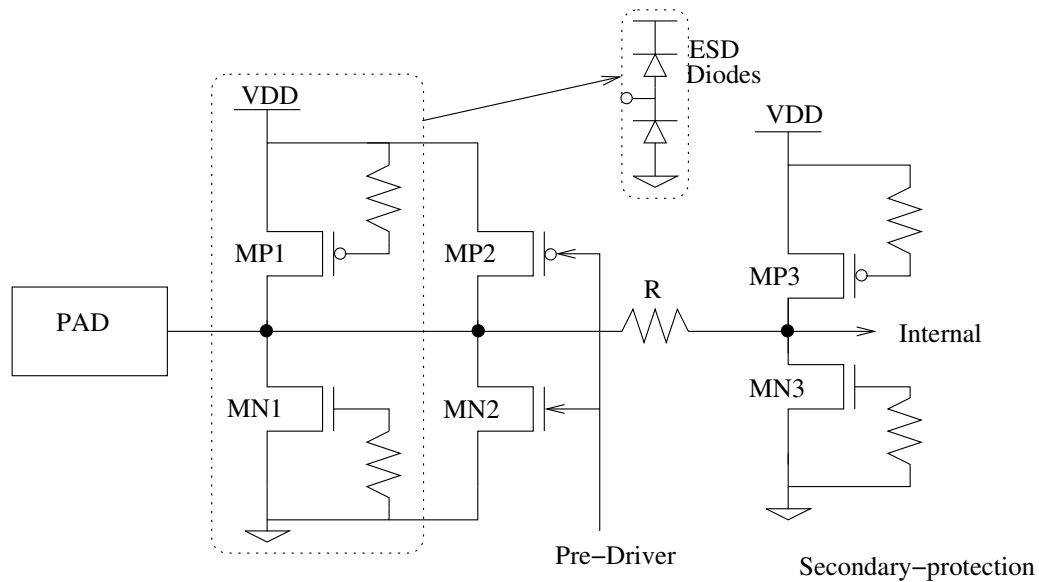 ESD
Diodes
VDD
VDD
MP1
MP2
MP3
R
PAD
Internal
MN1
MN2
MN3
Pre−Driver
Secondary−protection